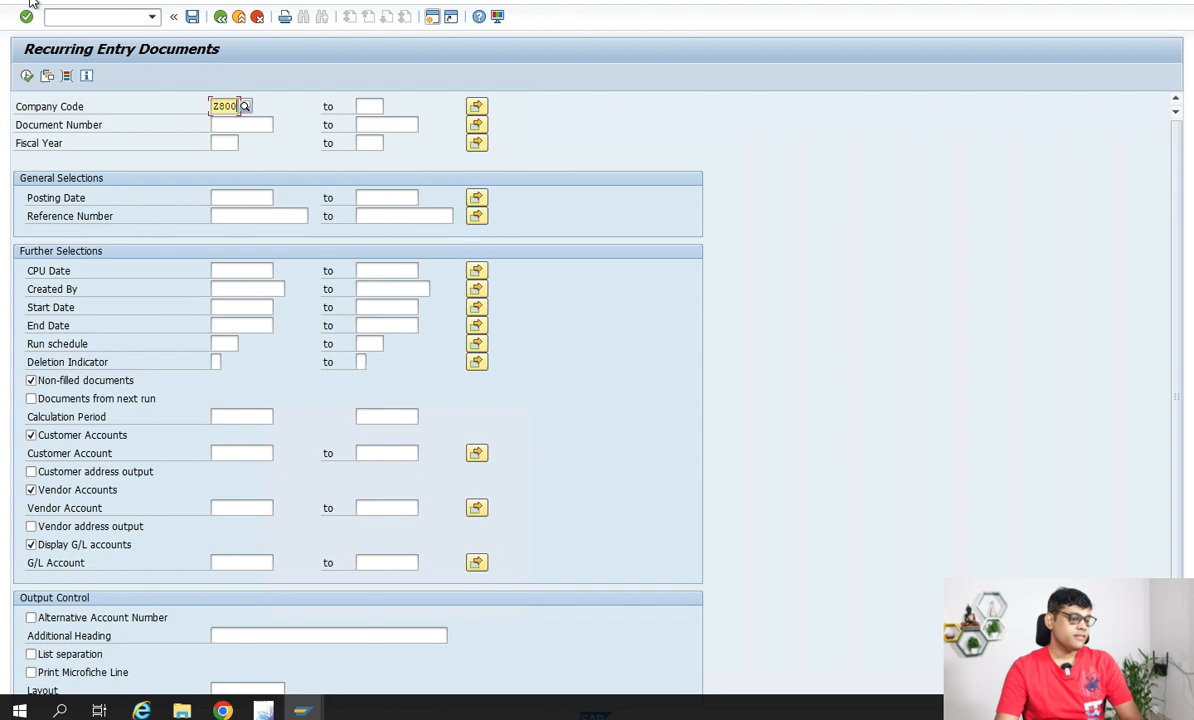 Recurring Entry Documents
Company Code Z800 to
Document Number to
Fiscal Year to
General Selections
Posting Date to
Reference Number to
Further Selections
CPU Date to
Created By to
Start Date to
End Date to
Run schedule to
Deletion Indicator to
Non-filled documents
Documents from next run
Calculation Period
Customer Accounts
Customer Account to
Customer address output
Vendor Accounts
Vendor Account to
Vendor address output
Display G/L accounts
G/L Account to
Output Control
Alternative Account Number
Additional Heading
List separation
Print Microfiche Line
Layout